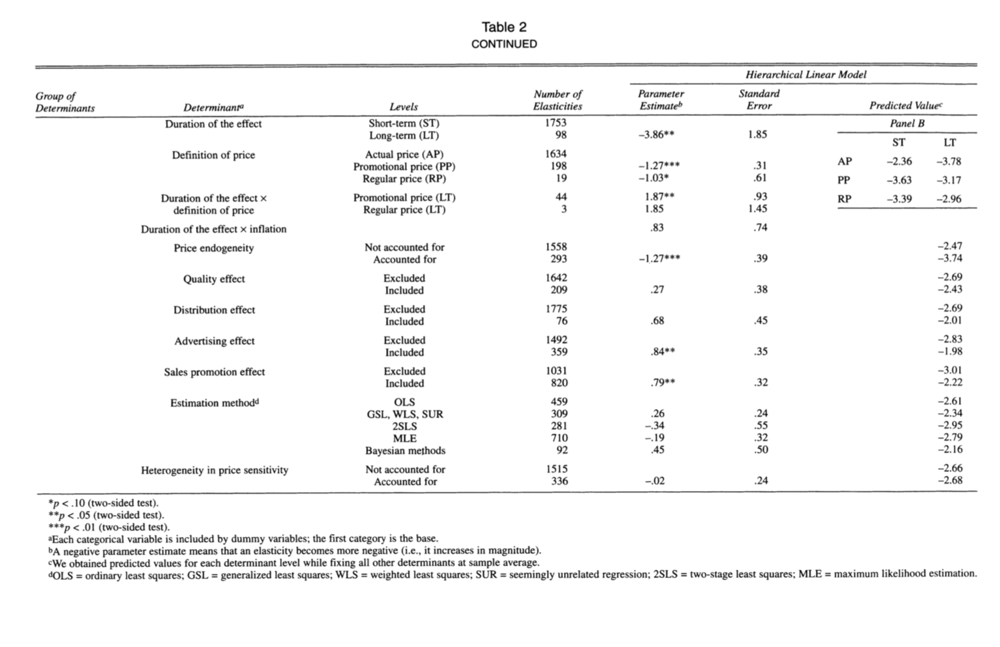 Table 2
CONTINUED
Hierarchical Linear Model
Group of Determinants Determinantᵃ Levels Number of Elasticities Parameter Estimateᵇ Standard Error Predicted Valueᶜ
Duration of the effect Short-term (ST) 1753 Panel B
Long-term (LT) 98 –3.86** 1.85
ST LT
Definition of price Actual price (AP) 1634 AP –2.36 –3.78
Promotional price (PP) 198 –1.27*** .31
Regular price (RP) 19 –1.03* .61 PP –3.63 –3.17
Duration of the effect × Promotional price (LT) 44 1.87** .93 RP –3.39 –2.96
definition of price Regular price (LT) 3 1.85 1.45
Duration of the effect × inflation .83 .74
Price endogeneity Not accounted for 1558 –2.47
Accounted for 293 –1.27*** .39 –3.74
Quality effect Excluded 1642 –2.69
Included 209 .27 .38 –2.43
Distribution effect Excluded 1775 –2.69
Included 76 .68 .45 –2.01
Advertising effect Excluded 1492 –2.83
Included 359 .84** .35 –1.98
Sales promotion effect Excluded 1031 –3.01
Included 820 .79** .32 –2.22
Estimation methodᵈ OLS 459 –2.61
GSL, WLS, SUR 309 .26 .24 –2.34
2SLS 281 –.34 .55 –2.95
MLE 710 –.19 .32 –2.79
Bayesian methods 92 .45 .50 –2.16
Heterogeneity in price sensitivity Not accounted for 1515 –2.66
Accounted for 336 –.02 .24 –2.68
*p < .10 (two-sided test).
**p < .05 (two-sided test).
***p < .01 (two-sided test).
ᵃEach categorical variable is included by dummy variables; the first category is the base.
ᵇA negative parameter estimate means that an elasticity becomes more negative (i.e., it increases in magnitude).
ᶜWe obtained predicted values for each determinant level while fixing all other determinants at sample average.
ᵈOLS = ordinary least squares; GSL = generalized least squares; WLS = weighted least squares; SUR = seemingly unrelated regression; 2SLS = two-stage least squares; MLE = maximum likelihood estimation.